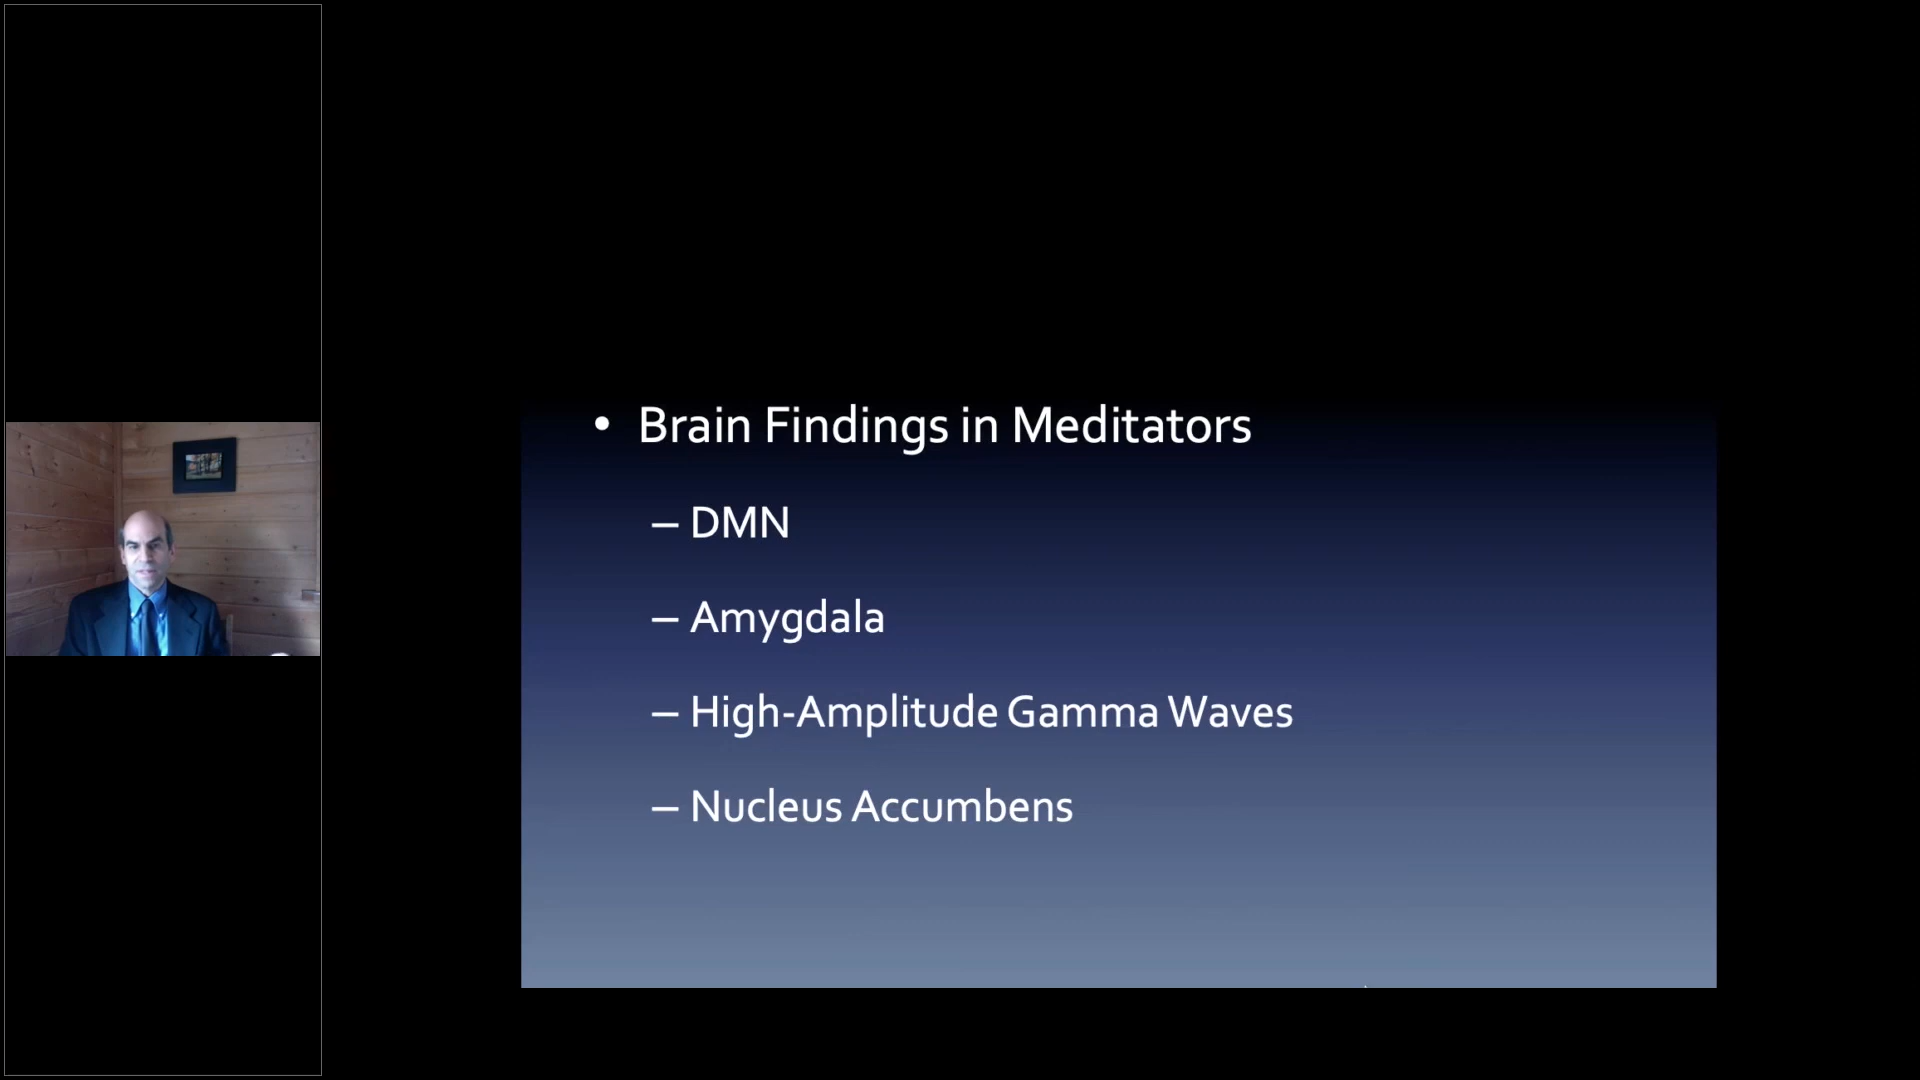 • Brain Findings in Meditators
– DMN
– Amygdala
– High-Amplitude Gamma Waves
– Nucleus Accumbens